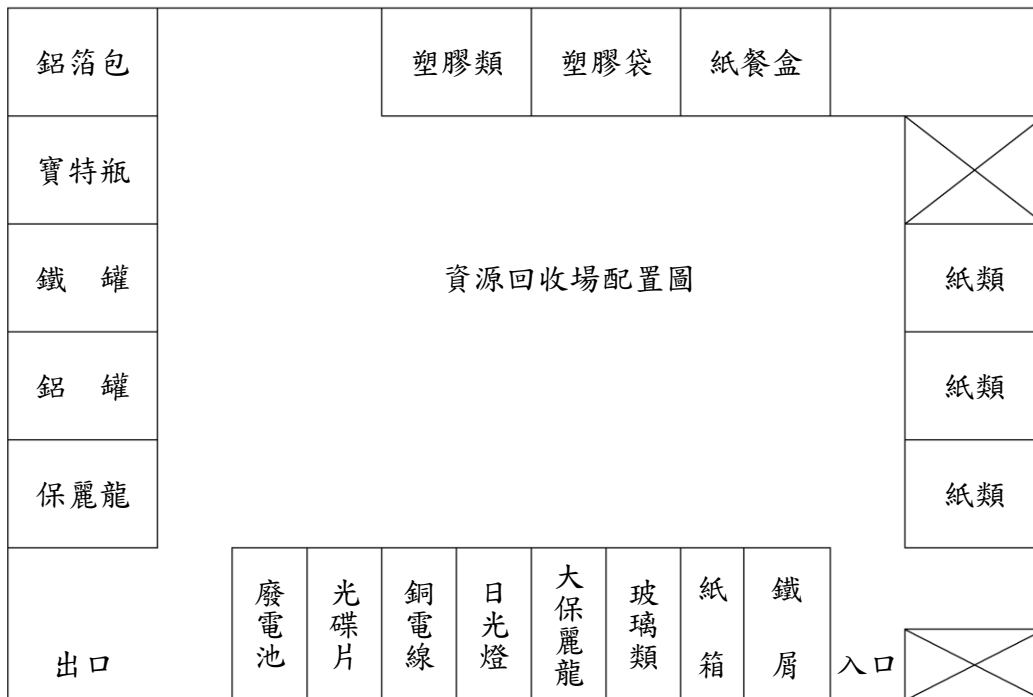 鋁箔包
塑膠類
塑膠袋
紙餐盒
寶特瓶
鐵 罐
資源回收場配置圖
紙類
鋁 罐
紙類
保麗龍
紙類
廢電池
光碟片
銅電線
日光燈
大保麗龍
玻璃類
紙 箱
鐵 屑
出口
入口